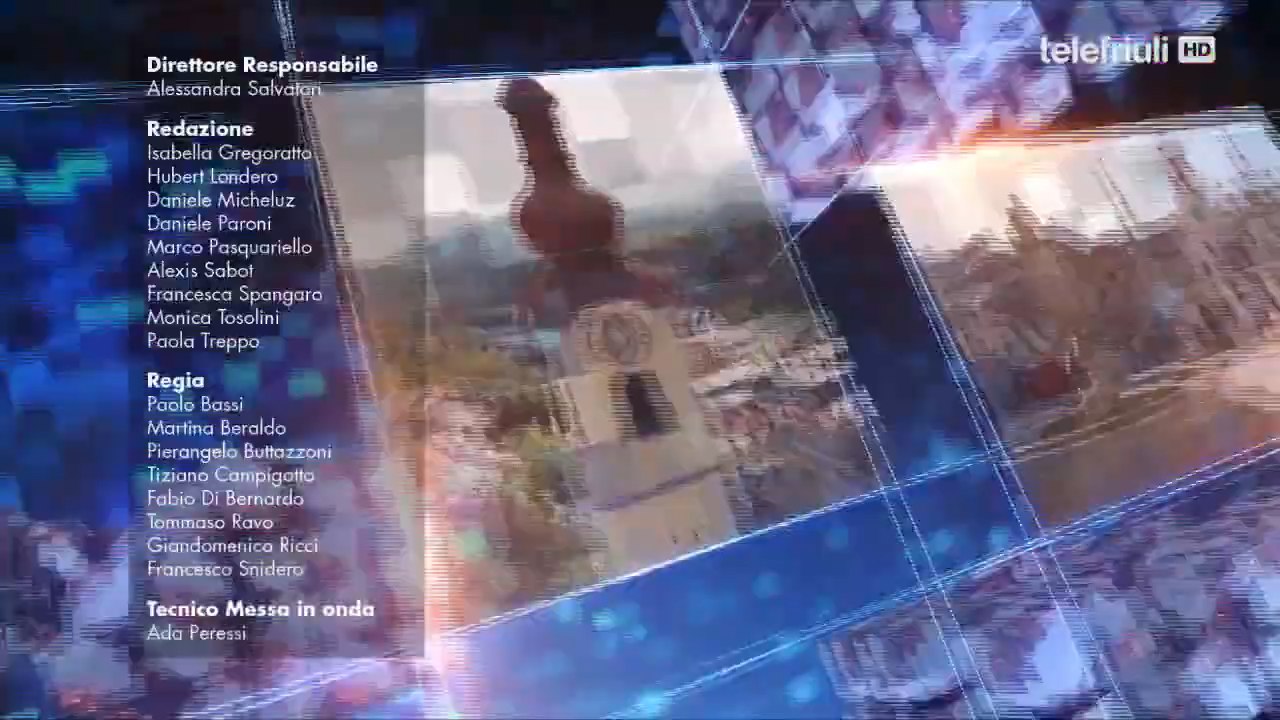 telefriuli HD
Direttore Responsabile
Alessandra Salvatori
Redazione
Isabella Gregoratto
Hubert Londero
Daniele Micheluz
Daniele Paroni
Marco Pasquariello
Alexis Sabot
Francesca Spangaro
Monica Tosolini
Paola Treppo
Regia
Paolo Bassi
Martina Beraldo
Pierangelo Buttazzoni
Tiziano Campigotto
Fabio Di Bernardo
Tommaso Ravo
Giandomenico Ricci
Francesco Snidero
Tecnico Messa in onda
Ada Peressi